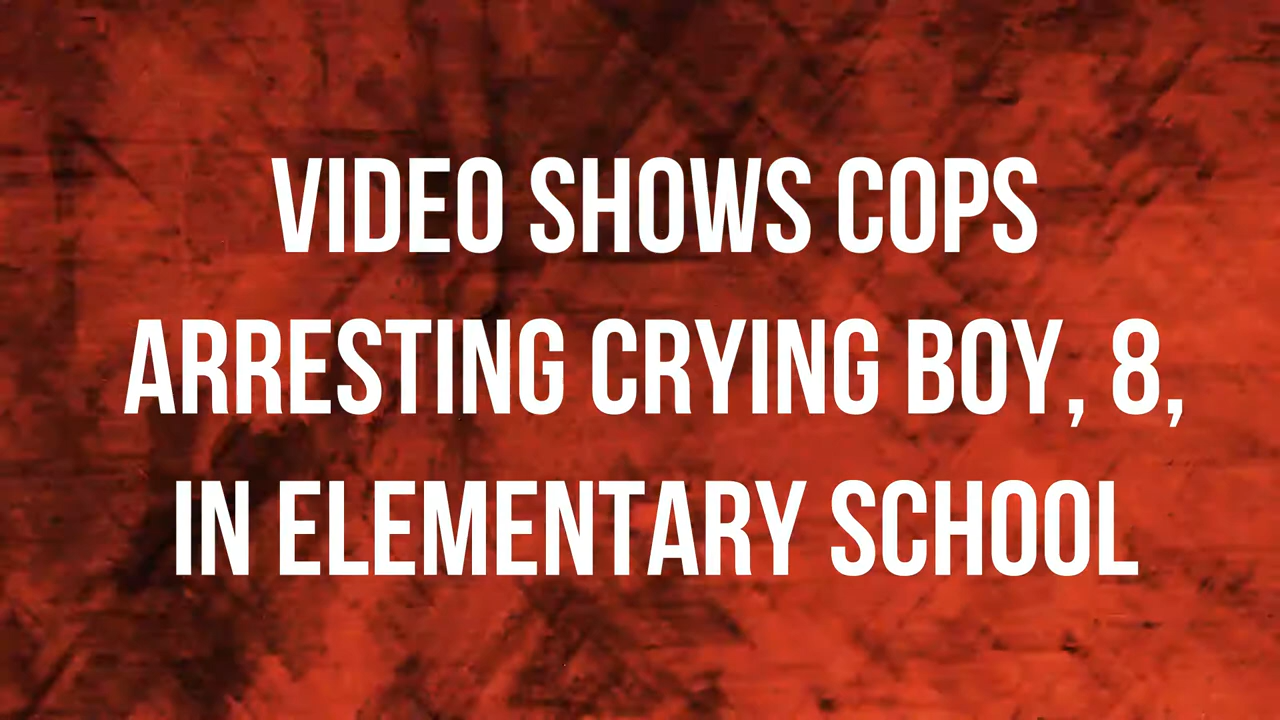 VIDEO SHOWS COPS
ARRESTING CRYING BOY, 8,
IN ELEMENTARY SCHOOL